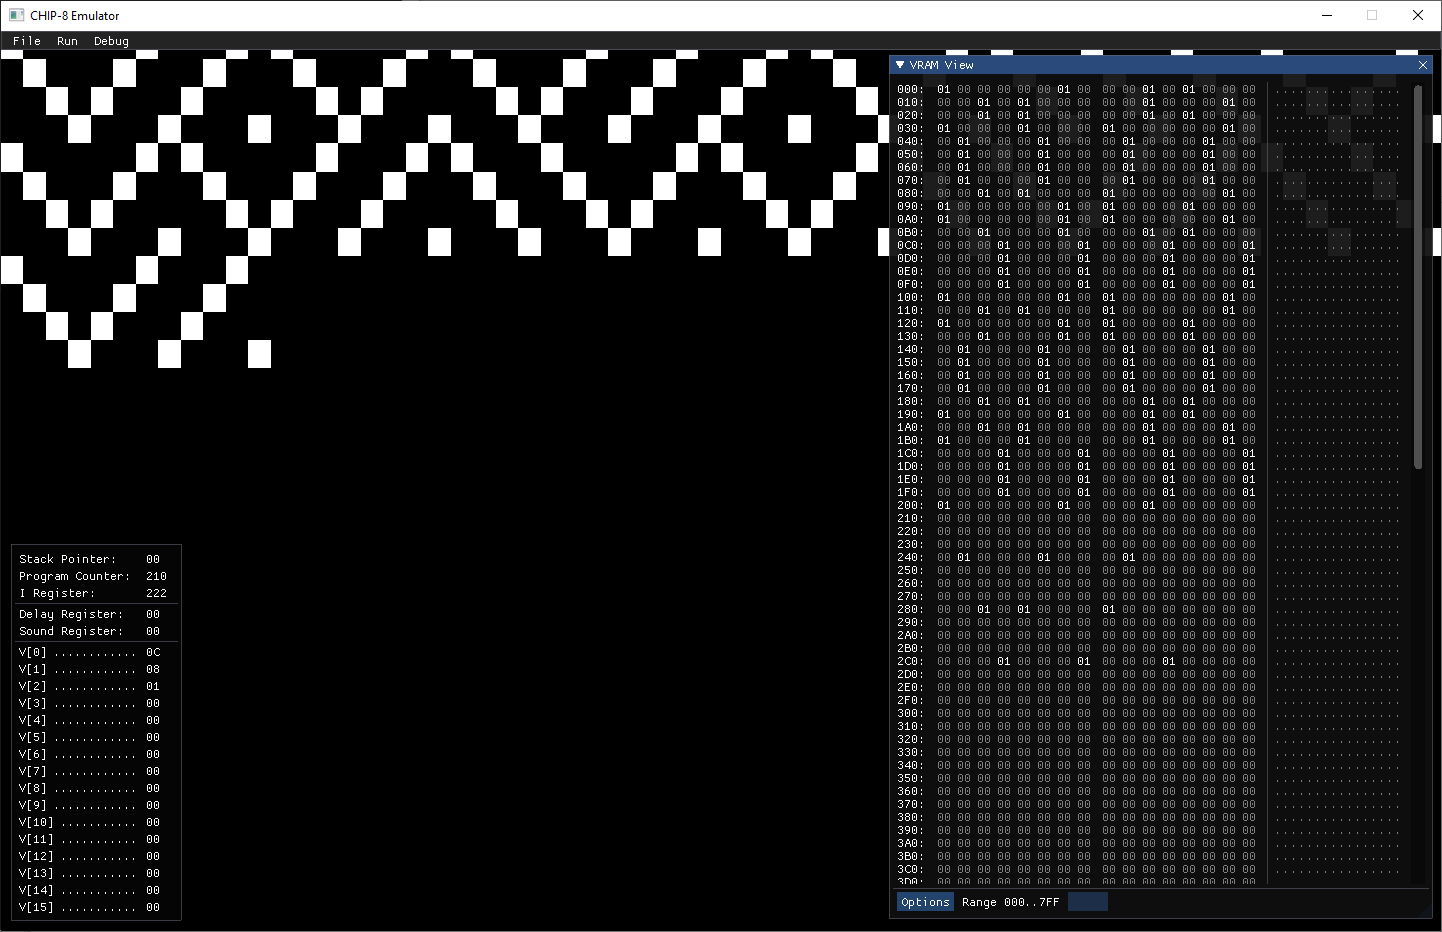 CHIP-8 Emulator
File Run Debug
VRAM View
000: 01 00 00 00 00 00 01 00 00 00 01 00 01 00 00 00 ................
010: 00 00 01 00 01 00 00 00 00 00 01 00 00 00 01 00 ................
020: 00 00 01 00 01 00 00 00 00 00 01 00 01 00 00 00 ................
030: 01 00 00 00 01 00 00 00 01 00 00 00 00 00 01 00 ................
040: 00 01 00 00 00 01 00 00 00 01 00 00 00 01 00 00 ................
050: 00 01 00 00 00 01 00 00 00 01 00 00 00 01 00 00 ................
060: 00 01 00 00 00 01 00 00 00 01 00 00 00 01 00 00 ................
070: 00 01 00 00 00 01 00 00 00 01 00 00 00 01 00 00 ................
080: 00 00 01 00 01 00 00 00 01 00 00 00 00 00 01 00 ................
090: 01 00 00 00 00 00 01 00 01 00 00 00 01 00 00 00 ................
0A0: 01 00 00 00 00 00 01 00 01 00 00 00 00 00 01 00 ................
0B0: 00 00 01 00 00 00 01 00 00 00 01 00 01 00 00 00 ................
0C0: 00 00 00 01 00 00 00 01 00 00 00 01 00 00 00 01 ................
0D0: 00 00 00 01 00 00 00 01 00 00 00 01 00 00 00 01 ................
0E0: 00 00 00 01 00 00 00 01 00 00 00 01 00 00 00 01 ................
0F0: 00 00 00 01 00 00 00 01 00 00 00 01 00 00 00 01 ................
100: 01 00 00 00 00 00 01 00 01 00 00 00 00 00 01 00 ................
110: 00 00 01 00 01 00 00 00 01 00 00 00 00 00 01 00 ................
120: 01 00 00 00 00 00 01 00 01 00 00 00 01 00 00 00 ................
130: 00 00 01 00 00 00 01 00 01 00 00 00 01 00 00 00 ................
140: 00 01 00 00 00 01 00 00 00 01 00 00 00 01 00 00 ................
150: 00 01 00 00 00 01 00 00 00 01 00 00 00 01 00 00 ................
160: 00 01 00 00 00 01 00 00 00 01 00 00 00 01 00 00 ................
170: 00 01 00 00 00 01 00 00 00 01 00 00 00 01 00 00 ................
180: 00 00 01 00 01 00 00 00 00 00 01 00 01 00 00 00 ................
190: 01 00 00 00 00 00 01 00 00 00 01 00 01 00 00 00 ................
1A0: 00 00 01 00 01 00 00 00 00 00 01 00 00 00 01 00 ................
1B0: 01 00 00 00 01 00 00 00 00 00 01 00 00 00 01 00 ................
1C0: 00 00 00 01 00 00 00 01 00 00 00 01 00 00 00 01 ................
1D0: 00 00 00 01 00 00 00 01 00 00 00 01 00 00 00 01 ................
1E0: 00 00 00 01 00 00 00 01 00 00 00 01 00 00 00 01 ................
1F0: 00 00 00 01 00 00 00 01 00 00 00 01 00 00 00 01 ................
200: 01 00 00 00 00 00 01 00 00 00 01 00 00 00 00 00 ................
210: 00 00 00 00 00 00 00 00 00 00 00 00 00 00 00 00 ................
220: 00 00 00 00 00 00 00 00 00 00 00 00 00 00 00 00 ................
230: 00 00 00 00 00 00 00 00 00 00 00 00 00 00 00 00 ................
240: 00 01 00 00 00 01 00 00 00 01 00 00 00 00 00 00 ................
250: 00 00 00 00 00 00 00 00 00 00 00 00 00 00 00 00 ................
260: 00 00 00 00 00 00 00 00 00 00 00 00 00 00 00 00 ................
270: 00 00 00 00 00 00 00 00 00 00 00 00 00 00 00 00 ................
280: 00 00 01 00 01 00 00 00 01 00 00 00 00 00 00 00 ................
290: 00 00 00 00 00 00 00 00 00 00 00 00 00 00 00 00 ................
2A0: 00 00 00 00 00 00 00 00 00 00 00 00 00 00 00 00 ................
2B0: 00 00 00 00 00 00 00 00 00 00 00 00 00 00 00 00 ................
2C0: 00 00 00 01 00 00 00 01 00 00 00 01 00 00 00 00 ................
2D0: 00 00 00 00 00 00 00 00 00 00 00 00 00 00 00 00 ................
2E0: 00 00 00 00 00 00 00 00 00 00 00 00 00 00 00 00 ................
2F0: 00 00 00 00 00 00 00 00 00 00 00 00 00 00 00 00 ................
300: 00 00 00 00 00 00 00 00 00 00 00 00 00 00 00 00 ................
310: 00 00 00 00 00 00 00 00 00 00 00 00 00 00 00 00 ................
320: 00 00 00 00 00 00 00 00 00 00 00 00 00 00 00 00 ................
330: 00 00 00 00 00 00 00 00 00 00 00 00 00 00 00 00 ................
340: 00 00 00 00 00 00 00 00 00 00 00 00 00 00 00 00 ................
350: 00 00 00 00 00 00 00 00 00 00 00 00 00 00 00 00 ................
360: 00 00 00 00 00 00 00 00 00 00 00 00 00 00 00 00 ................
370: 00 00 00 00 00 00 00 00 00 00 00 00 00 00 00 00 ................
380: 00 00 00 00 00 00 00 00 00 00 00 00 00 00 00 00 ................
390: 00 00 00 00 00 00 00 00 00 00 00 00 00 00 00 00 ................
3A0: 00 00 00 00 00 00 00 00 00 00 00 00 00 00 00 00 ................
3B0: 00 00 00 00 00 00 00 00 00 00 00 00 00 00 00 00 ................
3C0: 00 00 00 00 00 00 00 00 00 00 00 00 00 00 00 00 ................
3D0: 00 00 00 00 00 00 00 00 00 00 00 00 00 00 00 00
Options Range 000..7FF
Stack Pointer: 00
Program Counter: 210
I Register: 222
Delay Register: 00
Sound Register: 00
V[0] ............ 0C
V[1] ............ 08
V[2] ............ 01
V[3] ............ 00
V[4] ............ 00
V[5] ............ 00
V[6] ............ 00
V[7] ............ 00
V[8] ............ 00
V[9] ............ 00
V[10] ........... 00
V[11] ........... 00
V[12] ........... 00
V[13] ........... 00
V[14] ........... 00
V[15] ........... 00